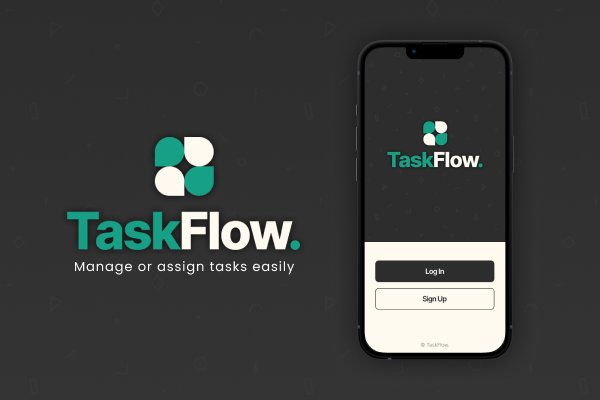 TaskFlow.
Manage or assign tasks easily
TaskFlow.
Log In
Sign Up
© TaskFlow.